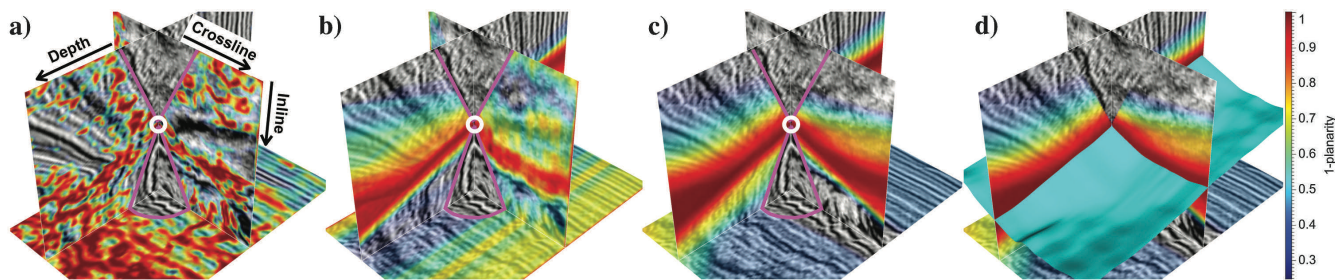 a)
Depth
Crossline
Inline
b)
c)
d)
1
0.9
0.8
0.7
0.6
0.5
0.4
0.3
1-planarity